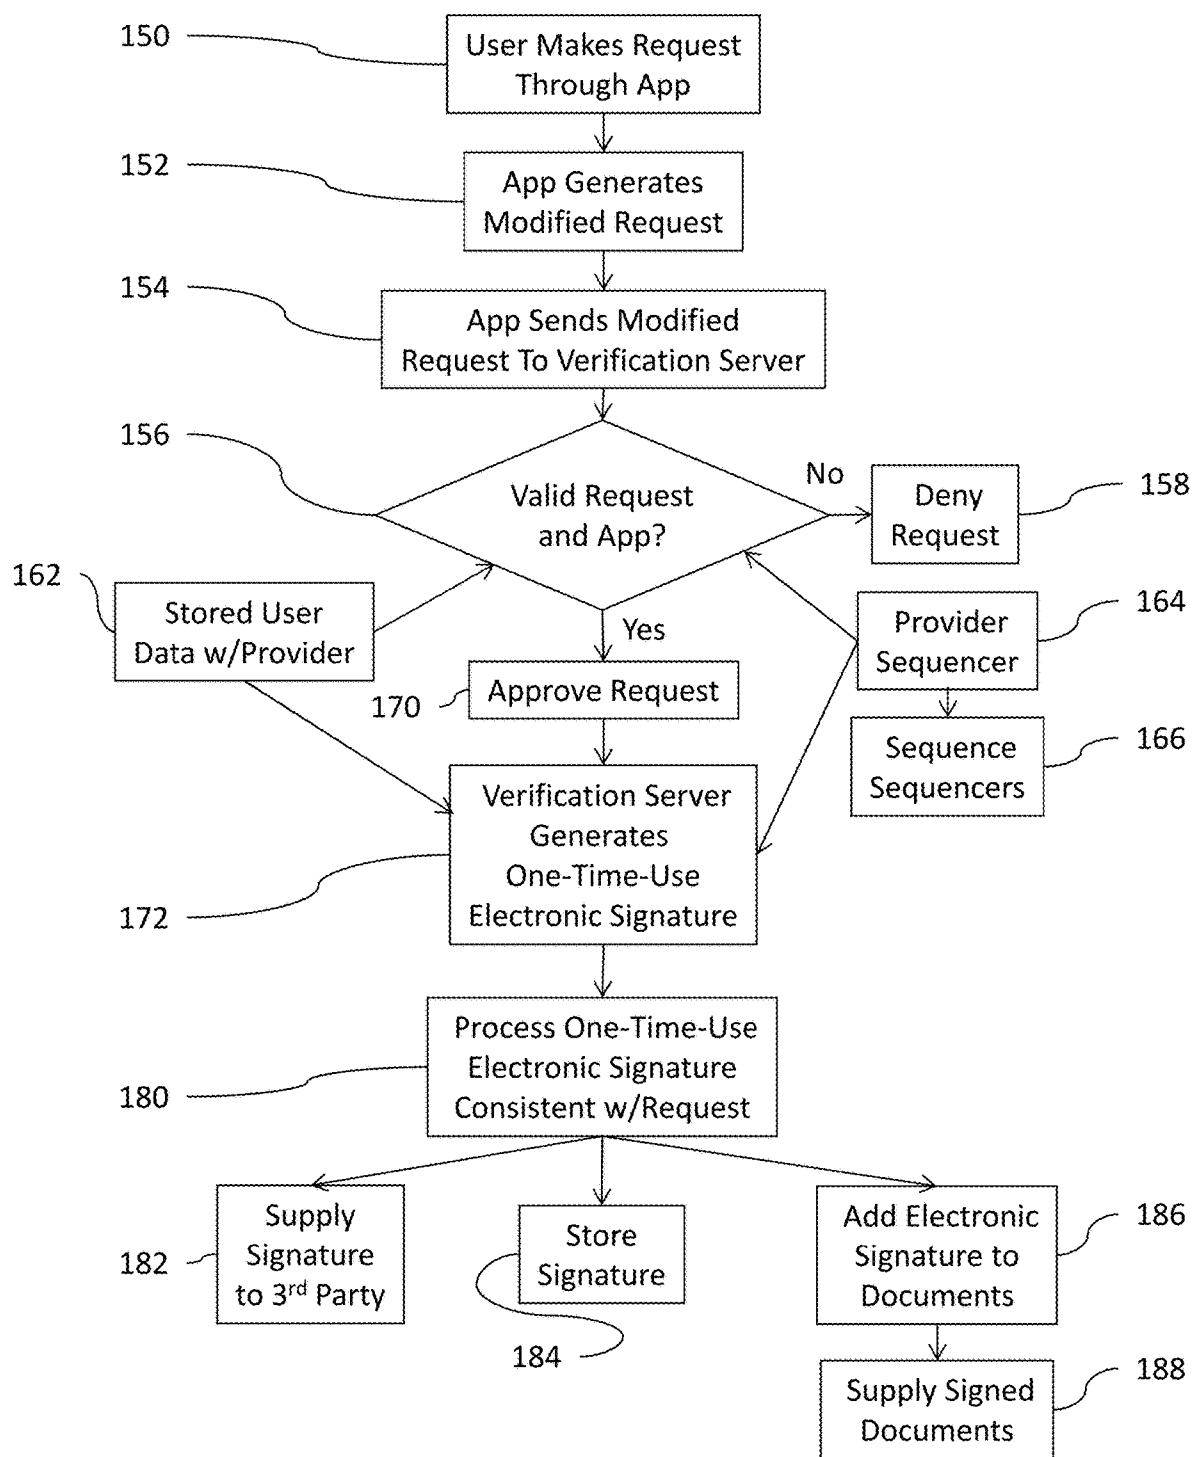 150
User Makes Request
Through App
152
App Generates
Modified Request
154
App Sends Modified
Request To Verification Server
156
Valid Request
and App?
No
Deny
Request
158
162
Stored User
Data w/Provider
Yes
Provider
Sequencer
164
170
Approve Request
Sequence
Sequencers
166
Verification Server
Generates
One-Time-Use
Electronic Signature
172
Process One-Time-Use
Electronic Signature
Consistent w/Request
180
Supply
Signature
to 3rd Party
182
Store
Signature
184
Add Electronic
Signature to
Documents
186
Supply Signed
Documents
188